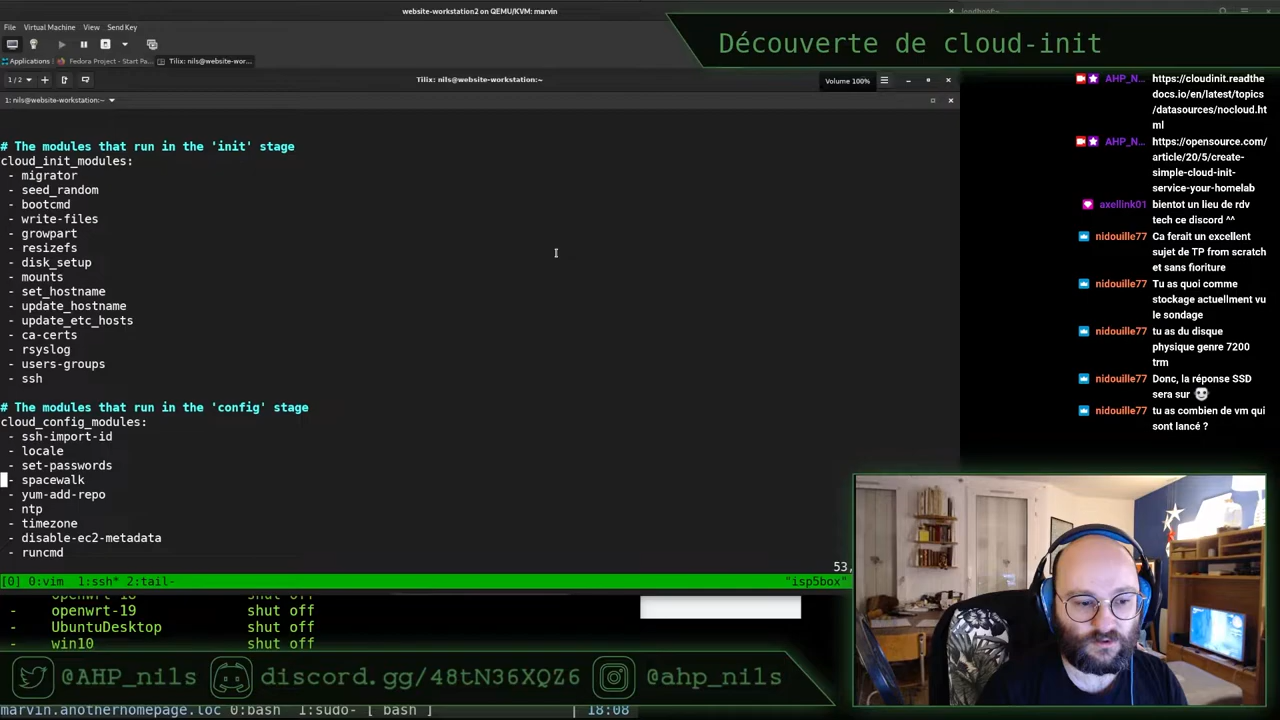 website-workstation2 on QEMU/KVM: marvin
File Virtual Machine View Send Key
Applications Fedora Project - Start Pa... Tilix: nils@website-wor...
1 / 2 Tilix: nils@website-workstation:~ Volume 100%
1: nils@website-workstation:~
# The modules that run in the 'init' stage
cloud_init_modules:
- migrator
- seed_random
- bootcmd
- write-files
- growpart
- resizefs
- disk_setup
- mounts
- set_hostname
- update_hostname
- update_etc_hosts
- ca-certs
- rsyslog
- users-groups
- ssh
# The modules that run in the 'config' stage
cloud_config_modules:
- ssh-import-id
- locale
- set-passwords
- spacewalk
- yum-add-repo
- ntp
- timezone
- disable-ec2-metadata
- runcmd
53,
[0] 0:vim 1:ssh* 2:tail- "isp5box"
- openwrt-19 shut off
- UbuntuDesktop shut off
- win10 shut off
@AHP_nils discord.gg/48tN36XQZ6 @ahp_nils
marvin.anotherhomepage.loc 0:bash 1:sudo- [ bash ] | 18:08
Découverte de cloud-init
AHP_N... https://cloudinit.readthe
docs.io/en/latest/topics
/datasources/nocloud.ht
ml
AHP_N... https://opensource.com/
article/20/5/create-
simple-cloud-init-
service-your-homelab
axellink01 bientot un lieu de rdv
tech ce discord ^^
nidouille77 Ca ferait un excellent
sujet de TP from scratch
et sans fioriture
nidouille77 Tu as quoi comme
stockage actuellment vu
le sondage
nidouille77 tu as du disque
physique genre 7200
trm
nidouille77 Donc, la réponse SSD
sera sur
nidouille77 tu as combien de vm qui
sont lancé ?